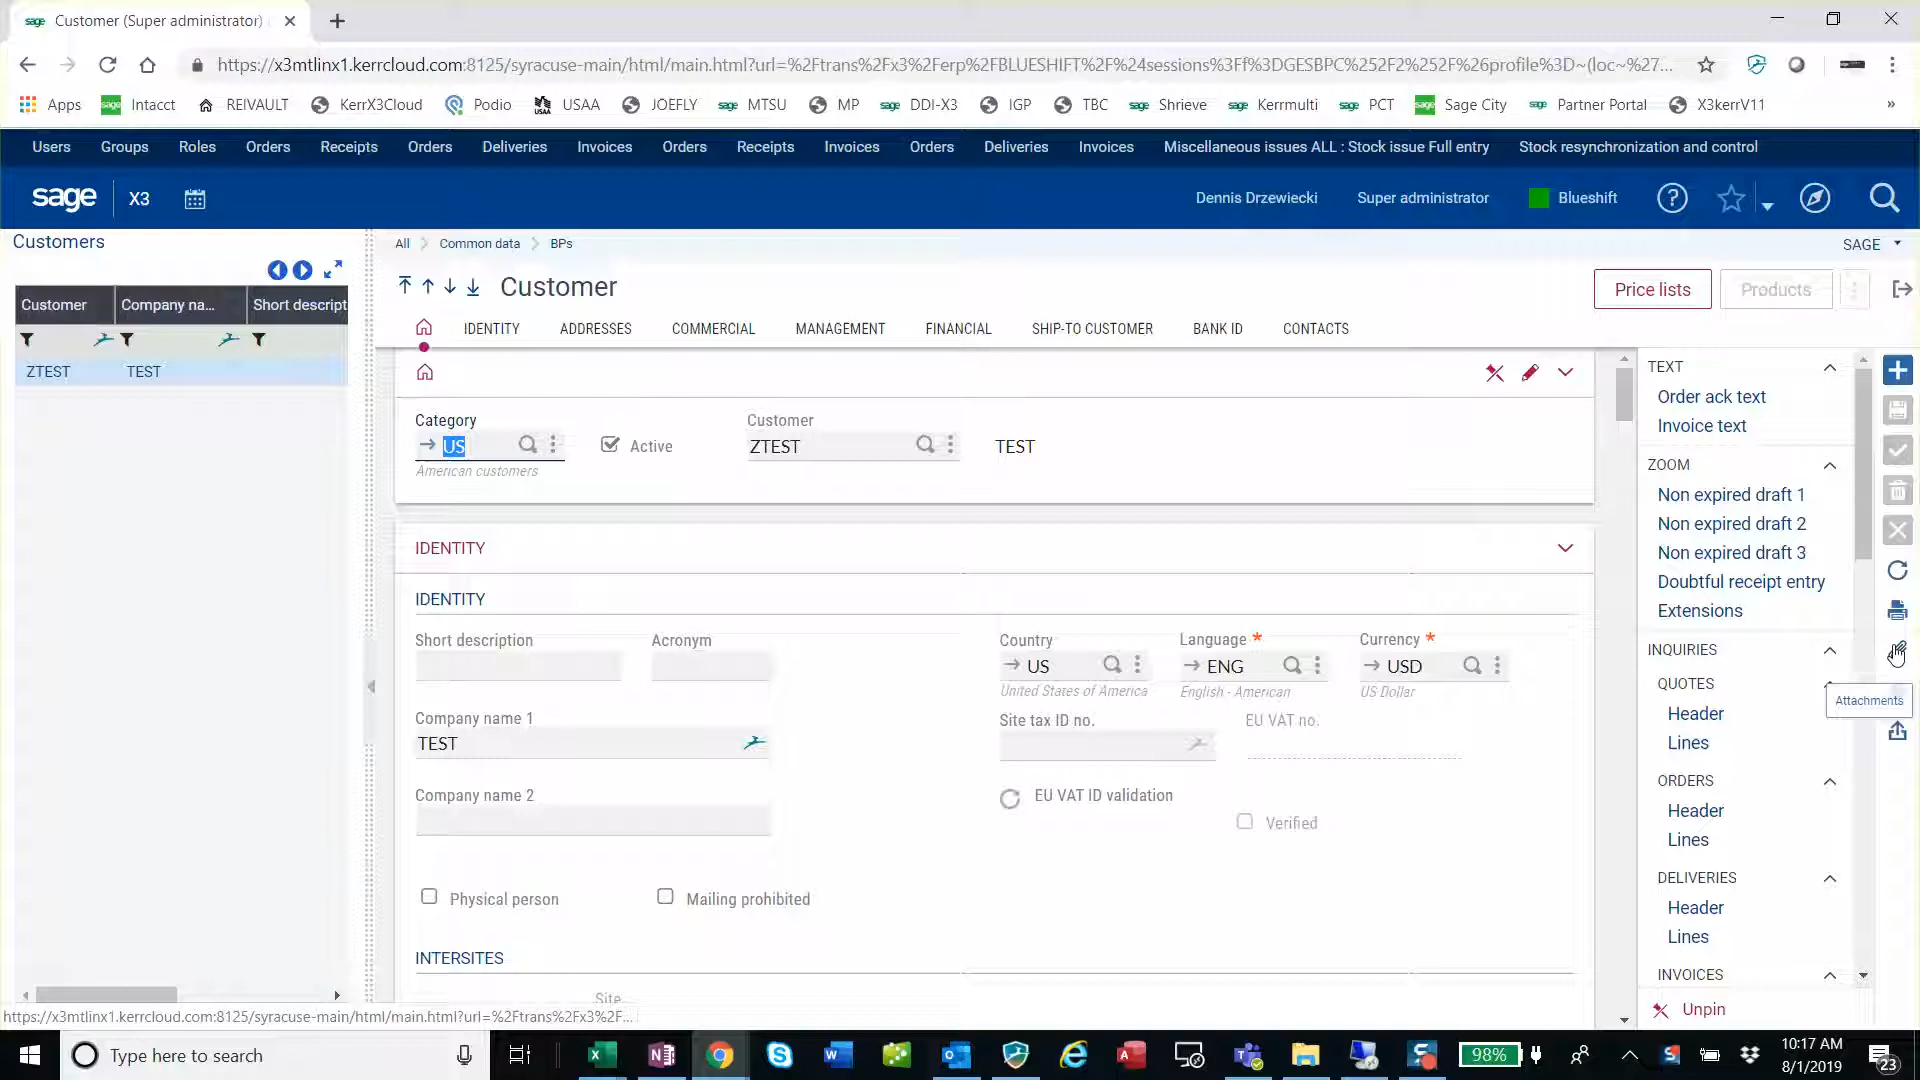 sage Customer (Super administrator)
https://x3mtlinx1.kerrcloud.com:8125/syracuse-main/html/main.html?url=%2Ftrans%2Fx3%2Ferp%2FBLUESHIFT%2F%24sessions%3Ff%3DGESBPC%252F2%252F%26profile%3D~(loc~%27...
Apps sage Intacct REIVAULT KerrX3Cloud Podio USAA USAA JOEFLY sage MTSU MP sage DDI-X3 IGP TBC sage Shrieve sage Kerrmulti sage PCT sage Sage City sage Partner Portal X3kerrV11 »
Users Groups Roles Orders Receipts Orders Deliveries Invoices Orders Receipts Invoices Orders Deliveries Invoices Miscellaneous issues ALL : Stock issue Full entry Stock resynchronization and control
sage X3 Dennis Drzewiecki Super administrator Blueshift ?
Customers
Customer Company na... Short descript
ZTEST TEST
All Common data BPs SAGE
Customer Price lists Products
IDENTITY ADDRESSES COMMERCIAL MANAGEMENT FINANCIAL SHIP-TO CUSTOMER BANK ID CONTACTS
Category Customer
US Active ZTEST TEST
American customers
IDENTITY
IDENTITY
Short description Acronym Country Language * Currency *
US ENG USD
United States of America English - American US Dollar
Company name 1 Site tax ID no. EU VAT no.
TEST
Company name 2 EU VAT ID validation
Verified
Physical person Mailing prohibited
INTERSITES
Site
TEXT
Order ack text
Invoice text
ZOOM
Non expired draft 1
Non expired draft 2
Non expired draft 3
Doubtful receipt entry
Extensions
INQUIRIES
QUOTES
Attachments
Header
Lines
ORDERS
Header
Lines
DELIVERIES
Header
Lines
INVOICES
Unpin
https://x3mtlinx1.kerrcloud.com:8125/syracuse-main/html/main.html?url=%2Ftrans%2Fx3%2F...
Type here to search 98% 10:17 AM
8/1/2019 23